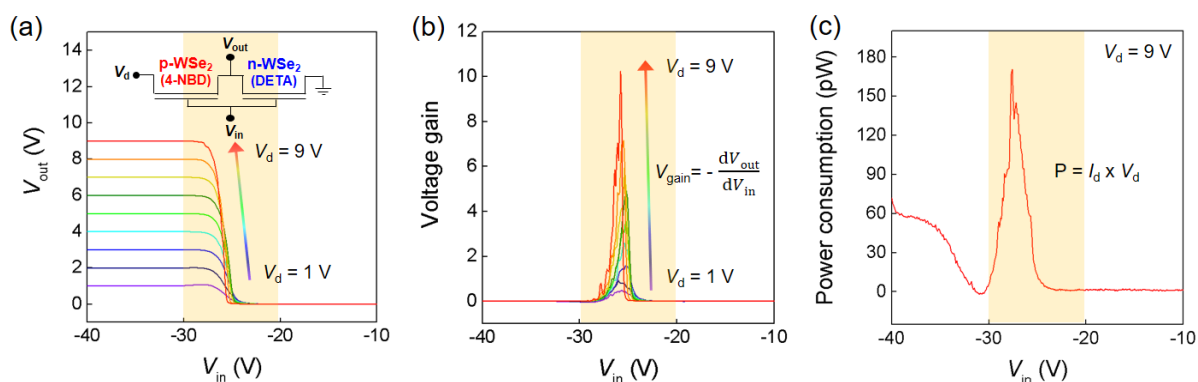 (a)
14
12
10
8
6
4
2
0
V_out (V)
V_out
p-WSe₂
(4-NBD)
n-WSe₂
(DETA)
V_d
V_in
V_d = 9 V
V_d = 1 V
-40
-30
-20
-10
V_in (V)
(b)
12
10
8
6
4
2
0
Voltage gain
V_d = 9 V
V_gain = - dV_out/dV_in
V_d = 1 V
-40
-30
-20
-10
V_in (V)
(c)
180
150
120
90
60
30
0
Power consumption (pW)
V_d = 9 V
P = I_d x V_d
-40
-30
-20
-10
V_in (V)